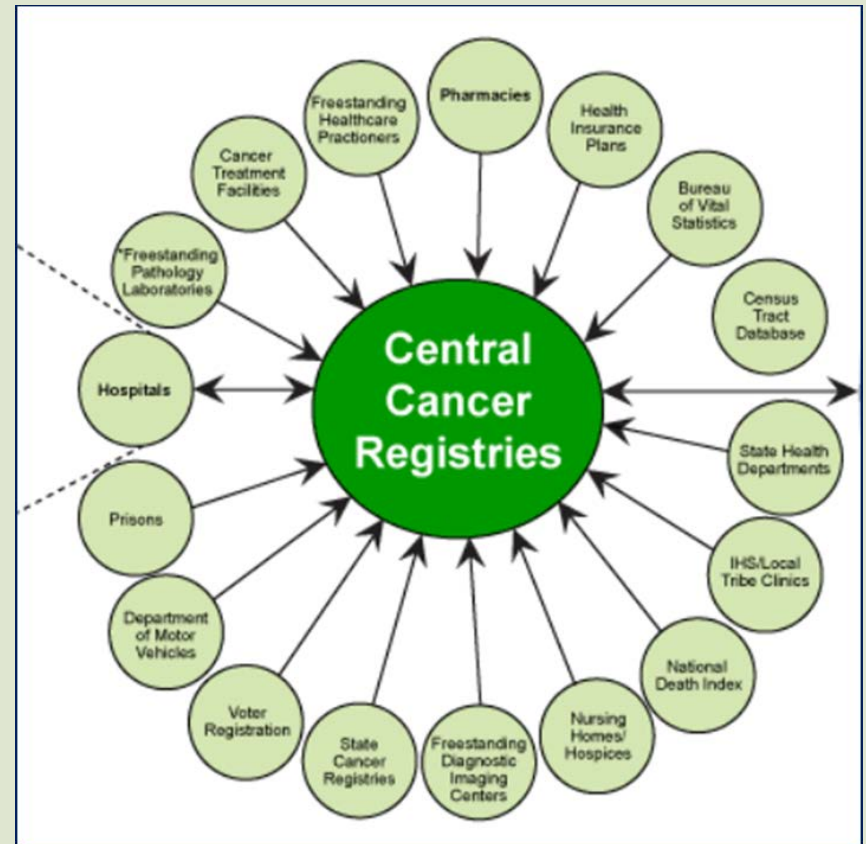 Pharmacies
Health
Insurance
Plans
Bureau
of Vital
Statistics
Census
Tract
Database
State Health
Departments
IHS/Local
Tribe Clinics
National
Death Index
Nursing
Homes/
Hospices
Freestanding
Diagnostic
Imaging
Centers
State
Cancer
Registries
Voter
Registration
Department
of Motor
Vehicles
Prisons
Hospitals
*Freestanding
Pathology
Laboratories
Cancer
Treatment
Facilities
Freestanding
Healthcare
Practioners
Central
Cancer
Registries